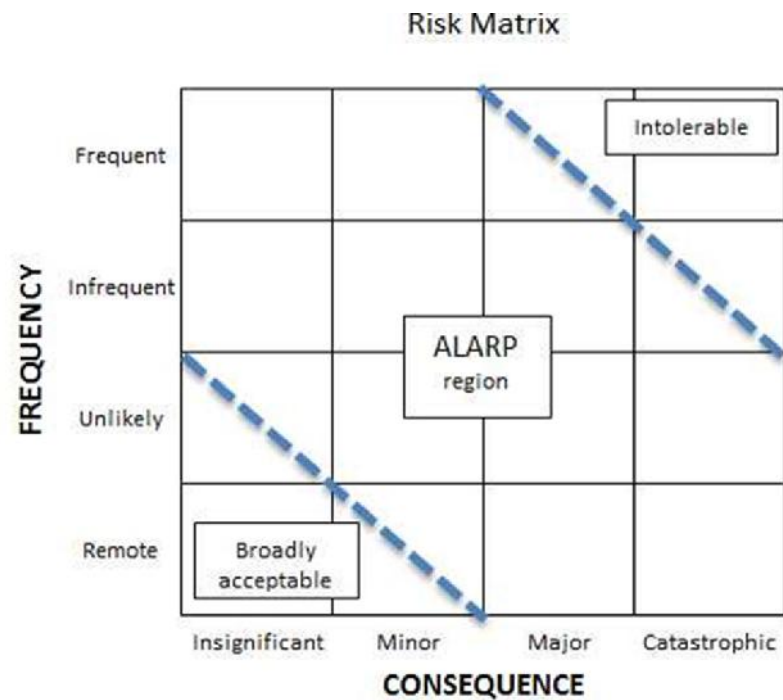 Risk Matrix
Frequent
Intolerable
Infrequent
FREQUENCY
ALARP
region
Unlikely
Remote
Broadly
acceptable
Insignificant
Minor
Major
Catastrophic
CONSEQUENCE